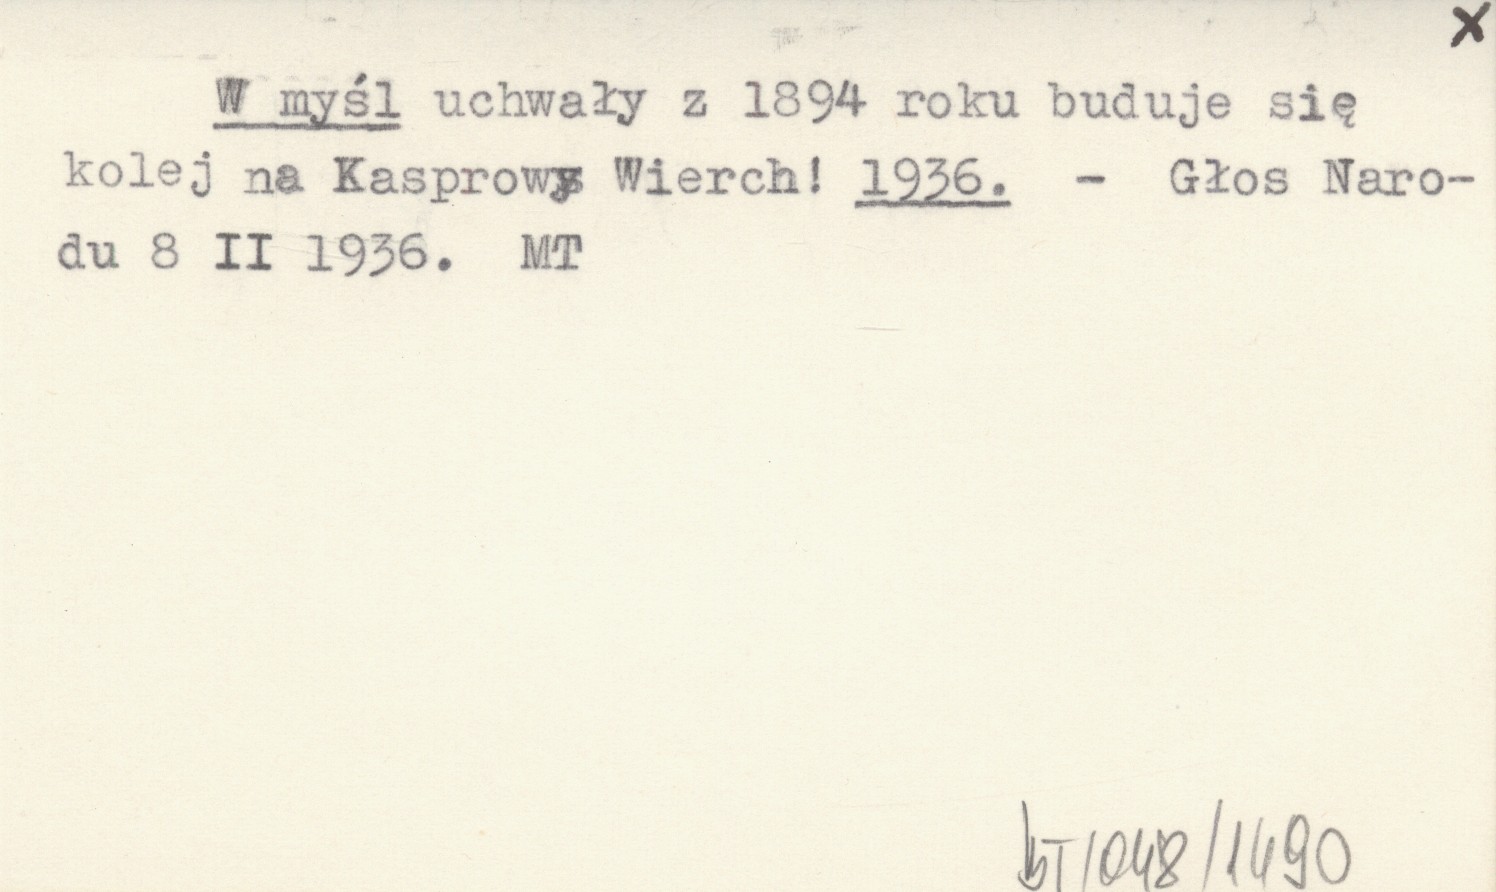 x
W myśl uchwały z 1894 roku buduje się
kolej na Kasprowy Wierch! 1936. - Głos Naro-
du 8 II 1936. MT
bT/048/1490